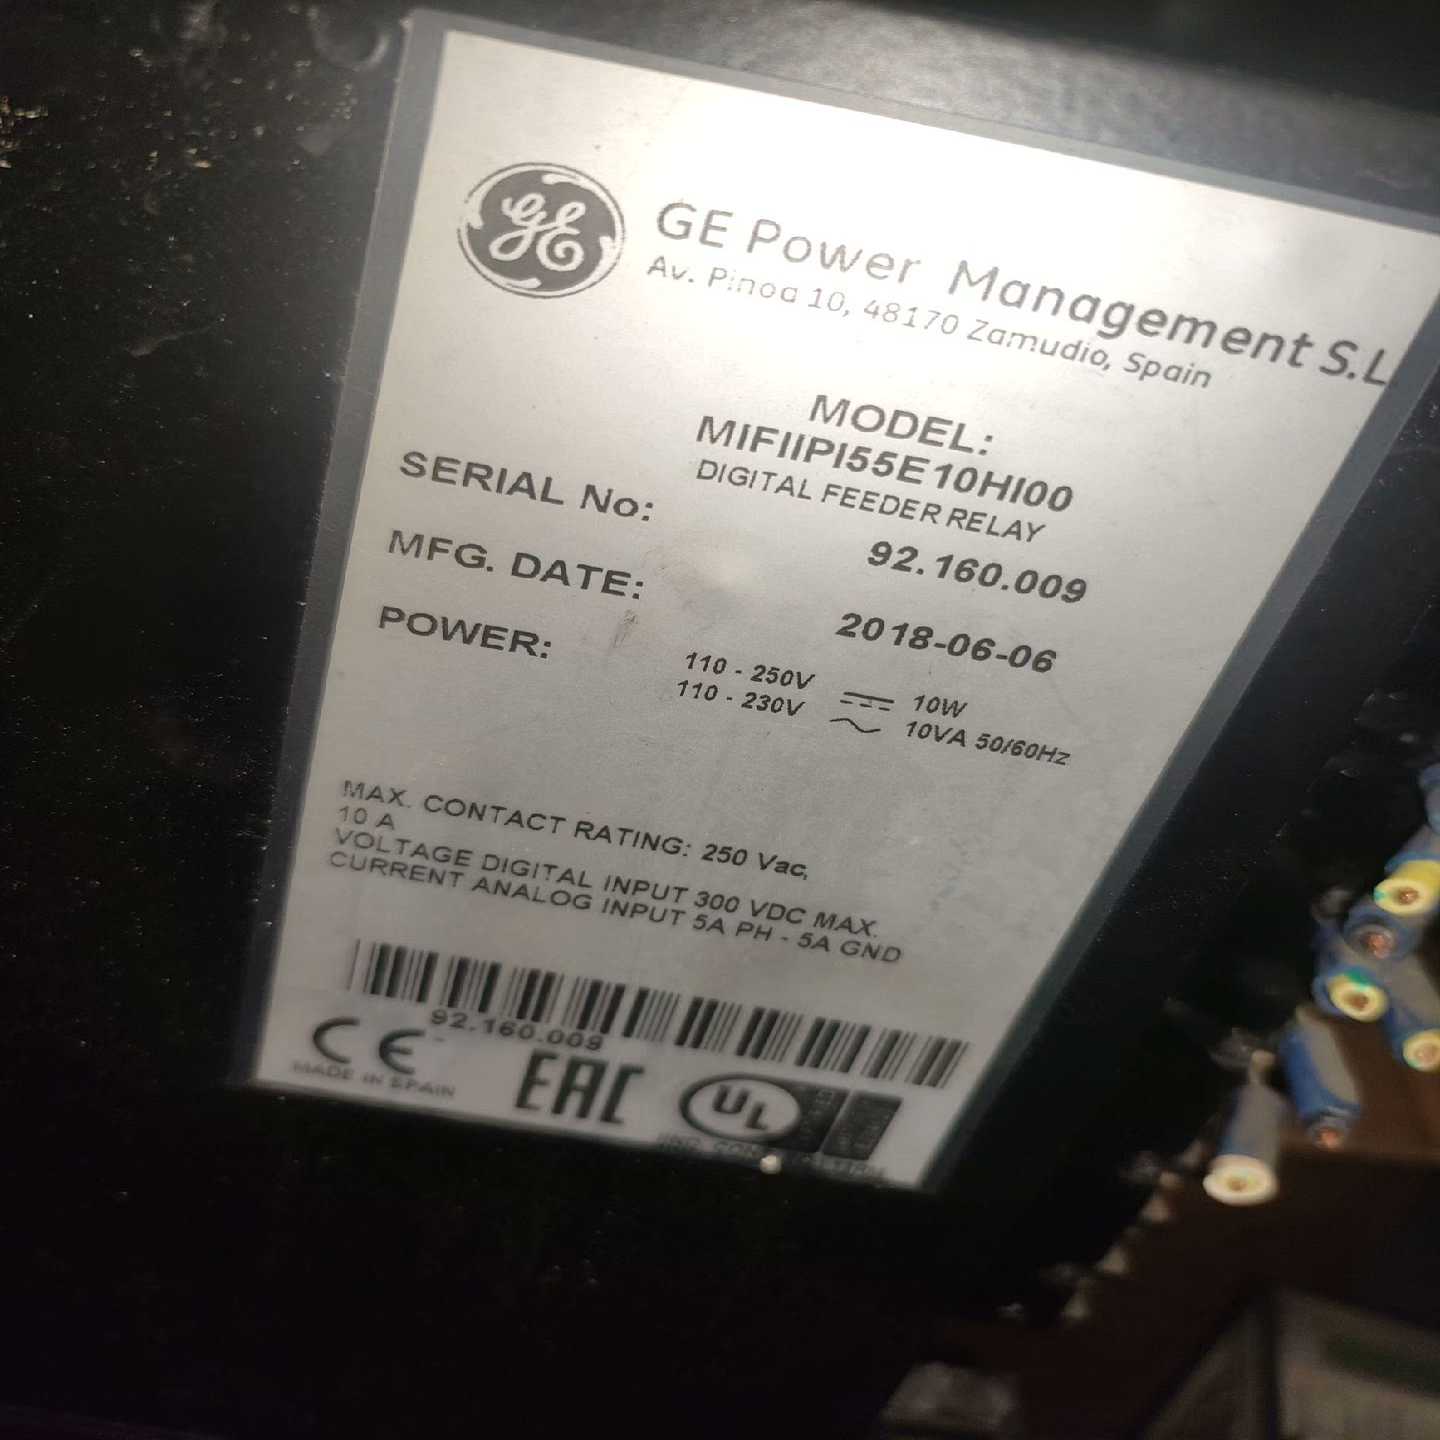 GE
GE Power Management S.L
Av. Pinoa 10, 48170 Zamudio, Spain
MODEL:
MIFIIPI55E10HI00
DIGITAL FEEDER RELAY
SERIAL No: 92.160.009
MFG. DATE: 2018-06-06
POWER: 110 - 250V ⎓ 10W
110 - 230V ~ 10VA 50/60Hz
MAX. CONTACT RATING: 250 Vac,
10 A
VOLTAGE DIGITAL INPUT 300 VDC MAX.
CURRENT ANALOG INPUT 5A PH - 5A GND
92.160.009
CE
MADE IN SPAIN
EAC
UL